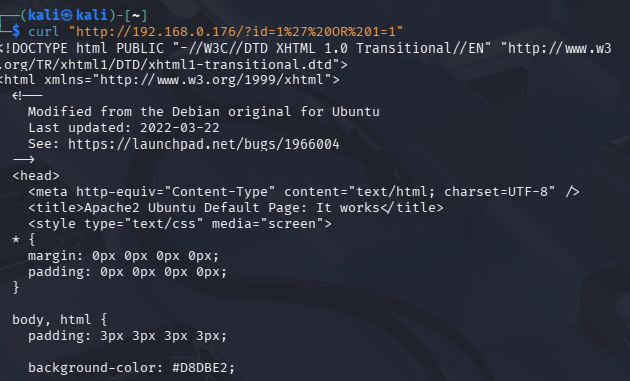 (kali㉿kali)-[~]
$ curl "http://192.168.0.176/?id=1%27%20OR%201=1"
<!DOCTYPE html PUBLIC "-//W3C//DTD XHTML 1.0 Transitional//EN" "http://www.w3
.org/TR/xhtml1/DTD/xhtml1-transitional.dtd">
<html xmlns="http://www.w3.org/1999/xhtml">
<!--
Modified from the Debian original for Ubuntu
Last updated: 2022-03-22
See: https://launchpad.net/bugs/1966004
-->
<head>
<meta http-equiv="Content-Type" content="text/html; charset=UTF-8" />
<title>Apache2 Ubuntu Default Page: It works</title>
<style type="text/css" media="screen">
* {
margin: 0px 0px 0px 0px;
padding: 0px 0px 0px 0px;
}
body, html {
padding: 3px 3px 3px 3px;
background-color: #D8DBE2;